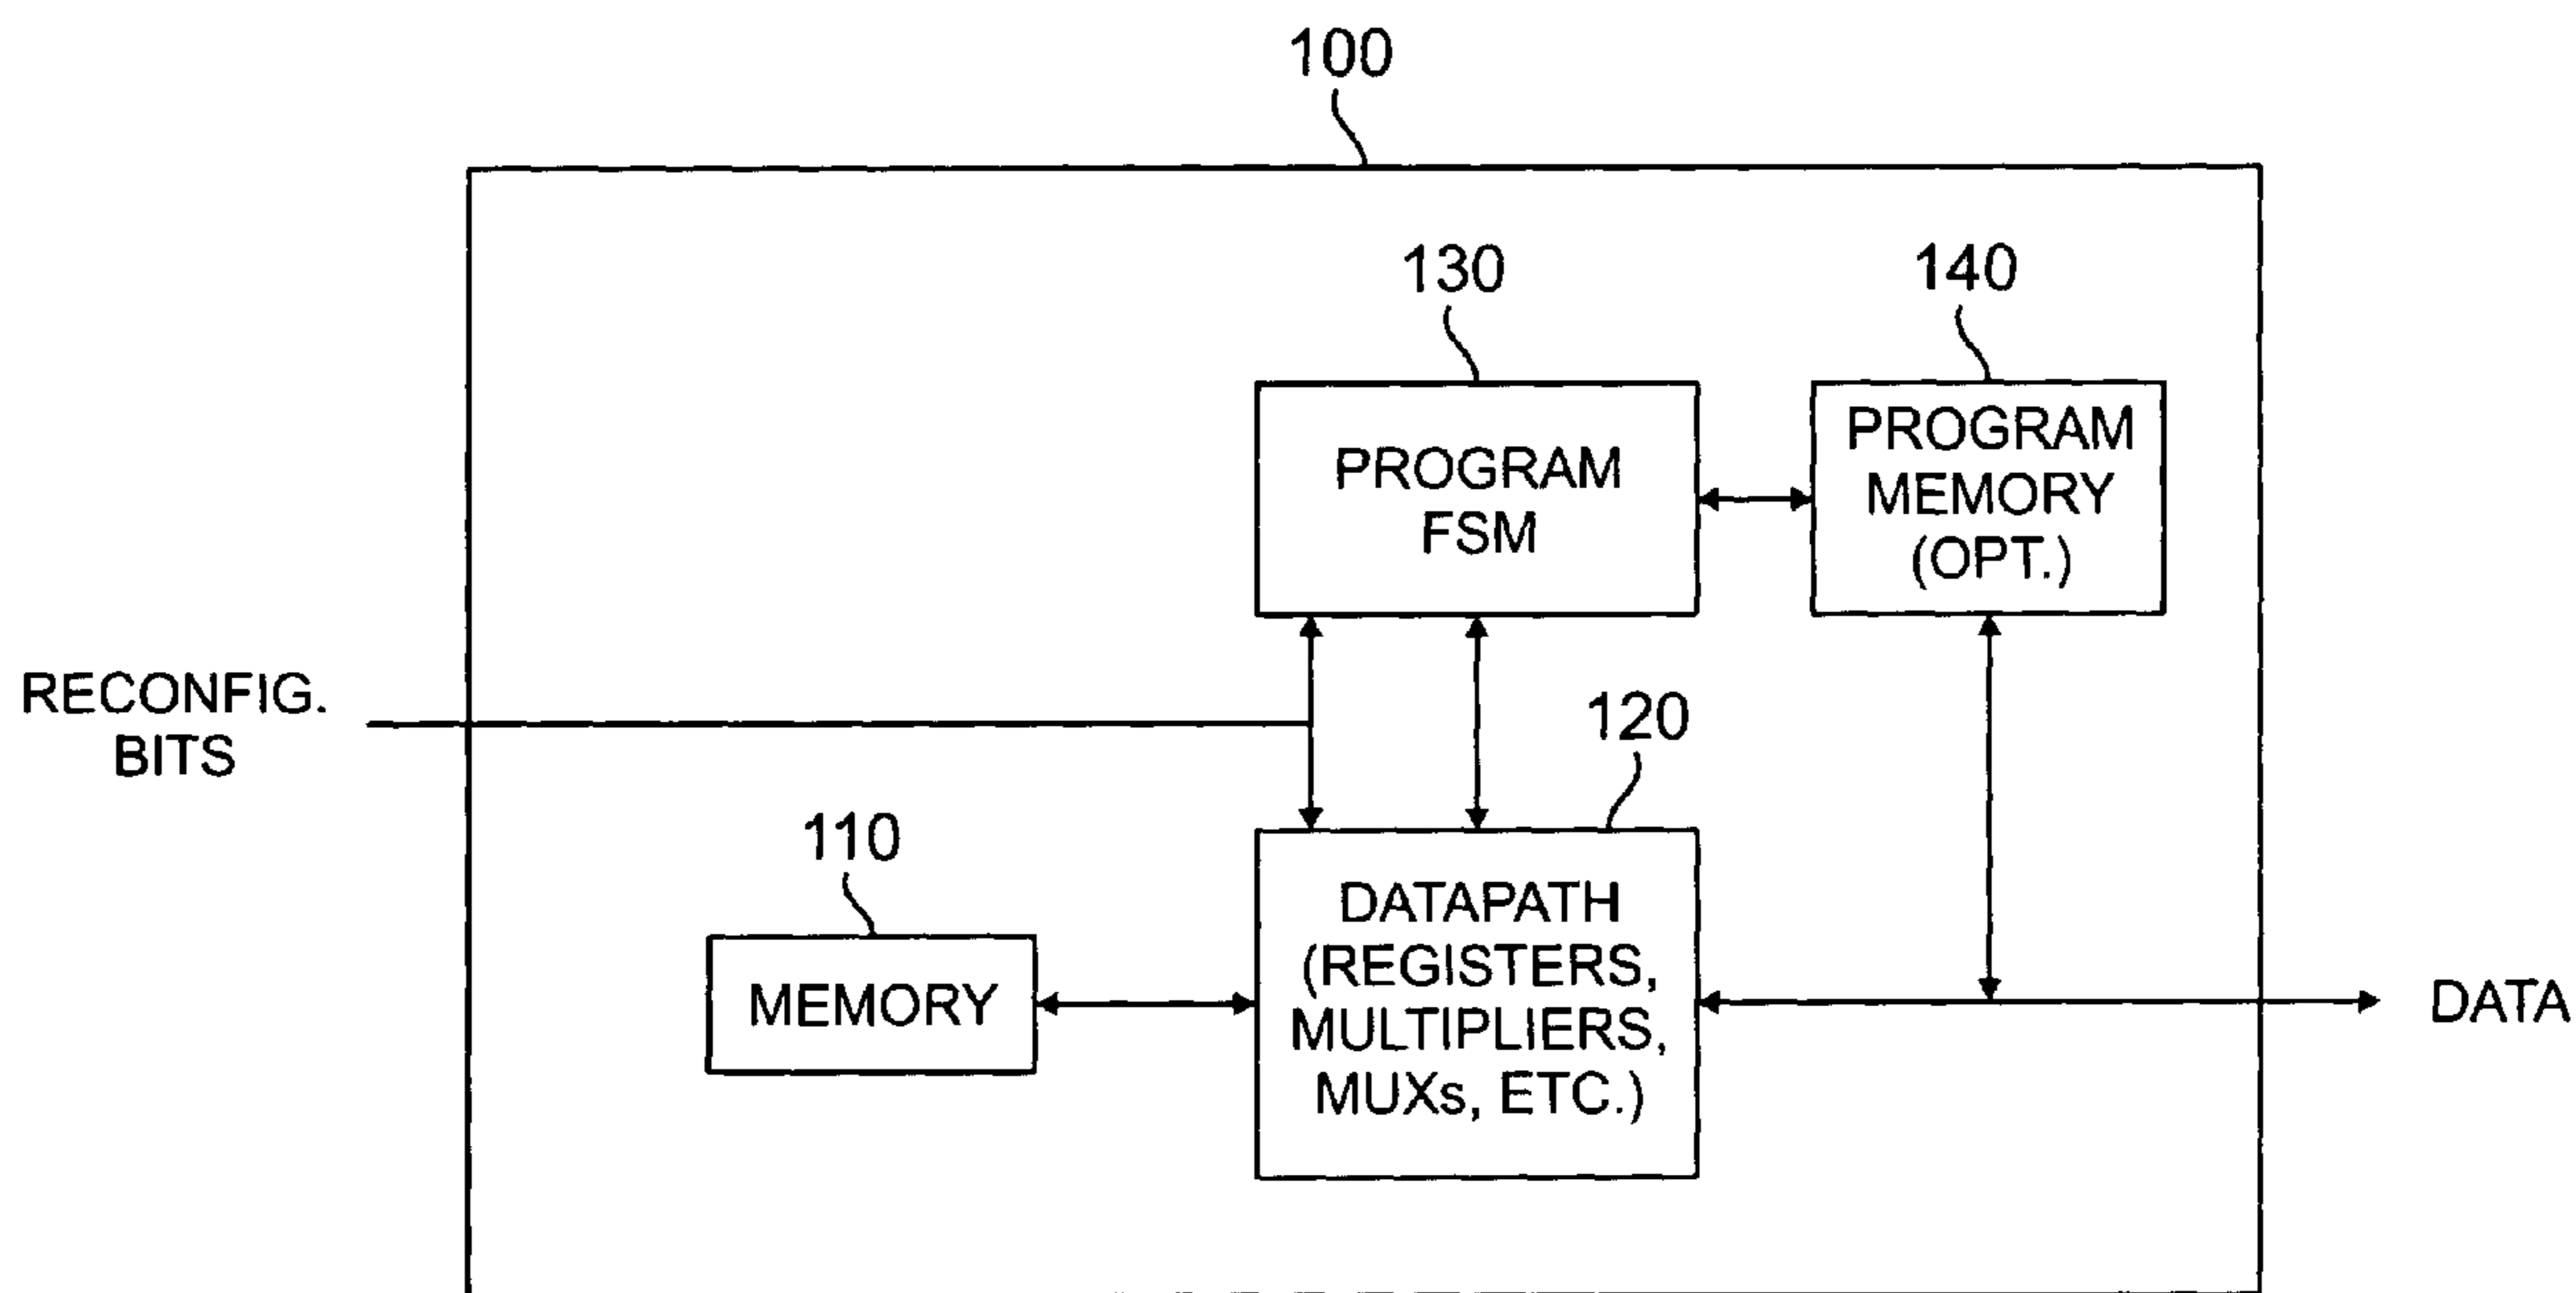 100
130
140
PROGRAM
FSM
PROGRAM
MEMORY
(OPT.)
RECONFIG.
BITS
120
110
MEMORY
DATAPATH
(REGISTERS,
MULTIPLIERS,
MUXs, ETC.)
DATA